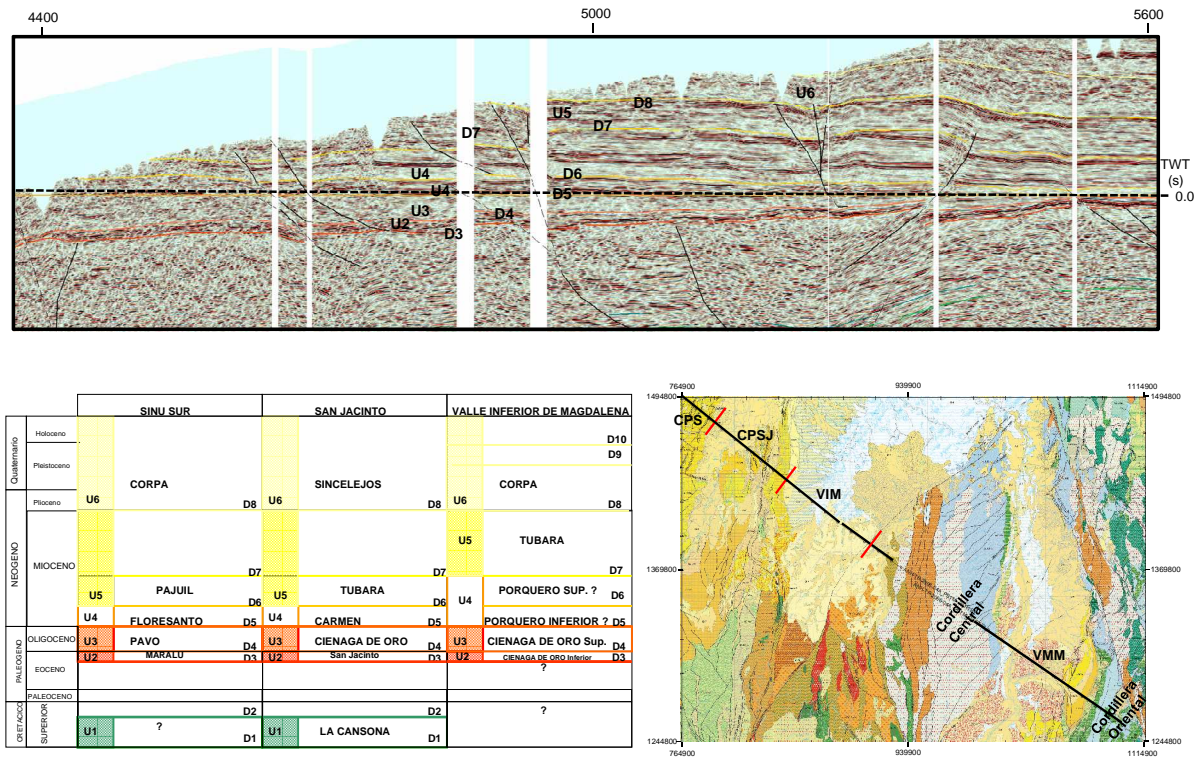 4400 5000 5600
U6
D8
U5
D7
D7
TWT
(s)
0.0
U4
D6
U4
D5
U3
D4
U2
D3
SINU SUR SAN JACINTO VALLE INFERIOR DE MAGDALENA
Quaternario
Holoceno
D10
D9
Pleistoceno
CORPA SINCELEJOS CORPA
Plioceno
U6 D8 U6 D8 U6 D8
NEOGENO
U5 TUBARA
MIOCENO
D7 D7 D7
U5 PAJUIL D6 U5 TUBARA D6 U4 PORQUERO SUP. ? D6
U4 FLORESANTO D5 CARMEN D5 PORQUERO INFERIOR ? D5
PALEOGENO
OLIGOCENO U3 PAVO D4 U3 CIENAGA DE ORO D4 U3 CIENAGA DE ORO Sup. D4
U2 MARALU D3 U2 San Jacinto D3 U2 CIENAGA DE ORO Inferior D3
EOCENO ?
PALEOCENO
CRETACICO
SUPERIOR
D2 D2 ?
U1 ? D1 U1 LA CANSONA D1
764900 939900 1114900
1494800 1494800
CPS
CPSJ
VIM
1369800 1369800
Cordillera
Central
VMM
Cordillera
Oriental
1244800 1244800
764900 939900 1114900